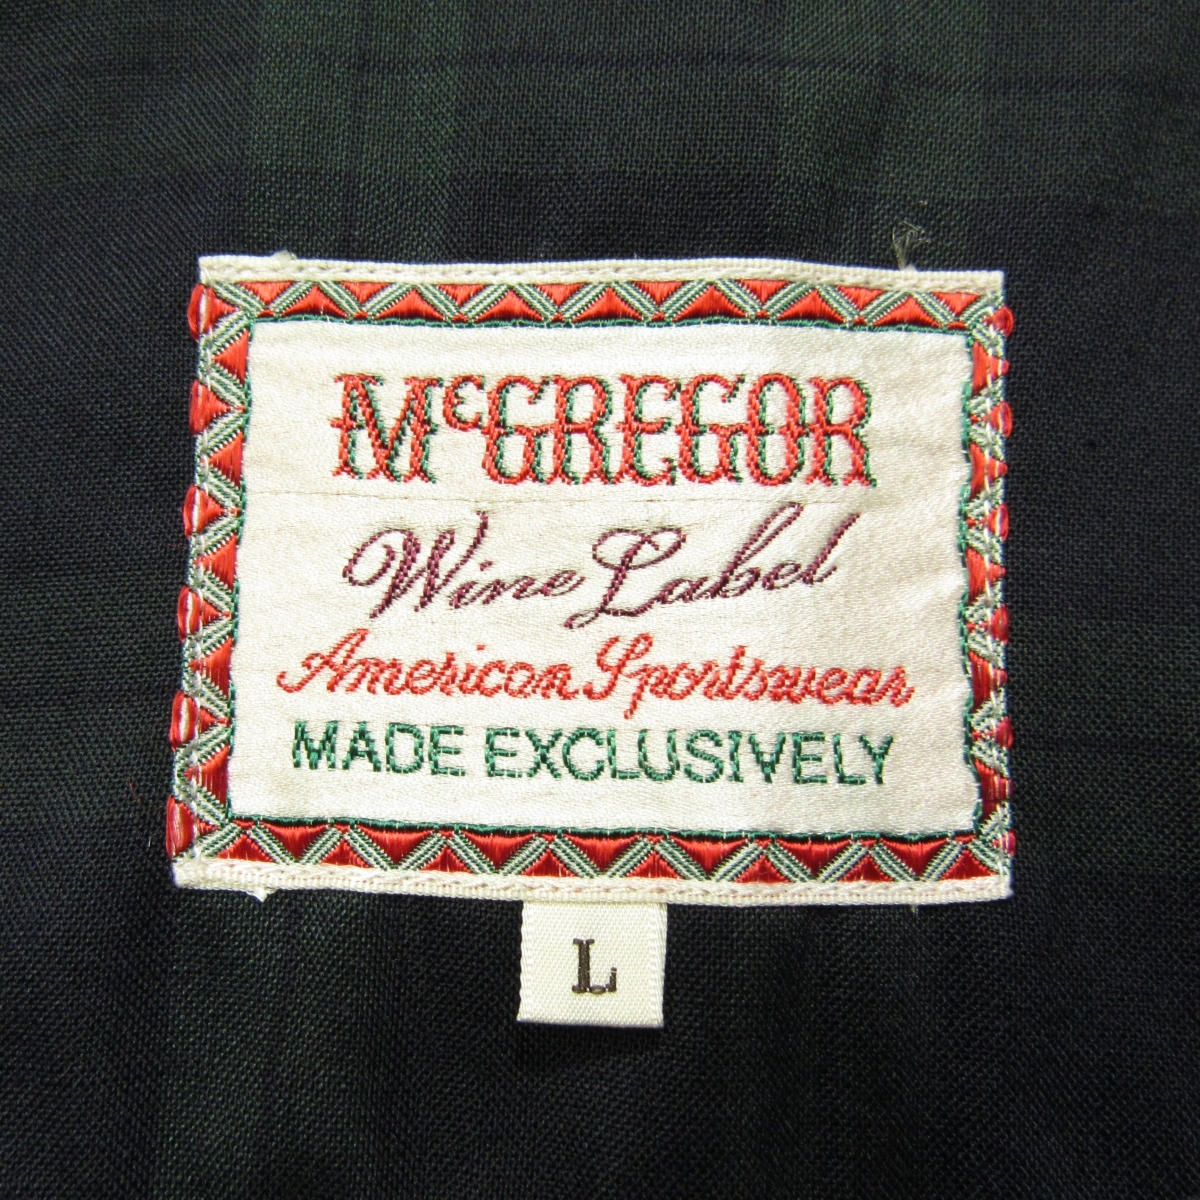 McGREGOR
Wine Label
American Sportswear
MADE EXCLUSIVELY
L